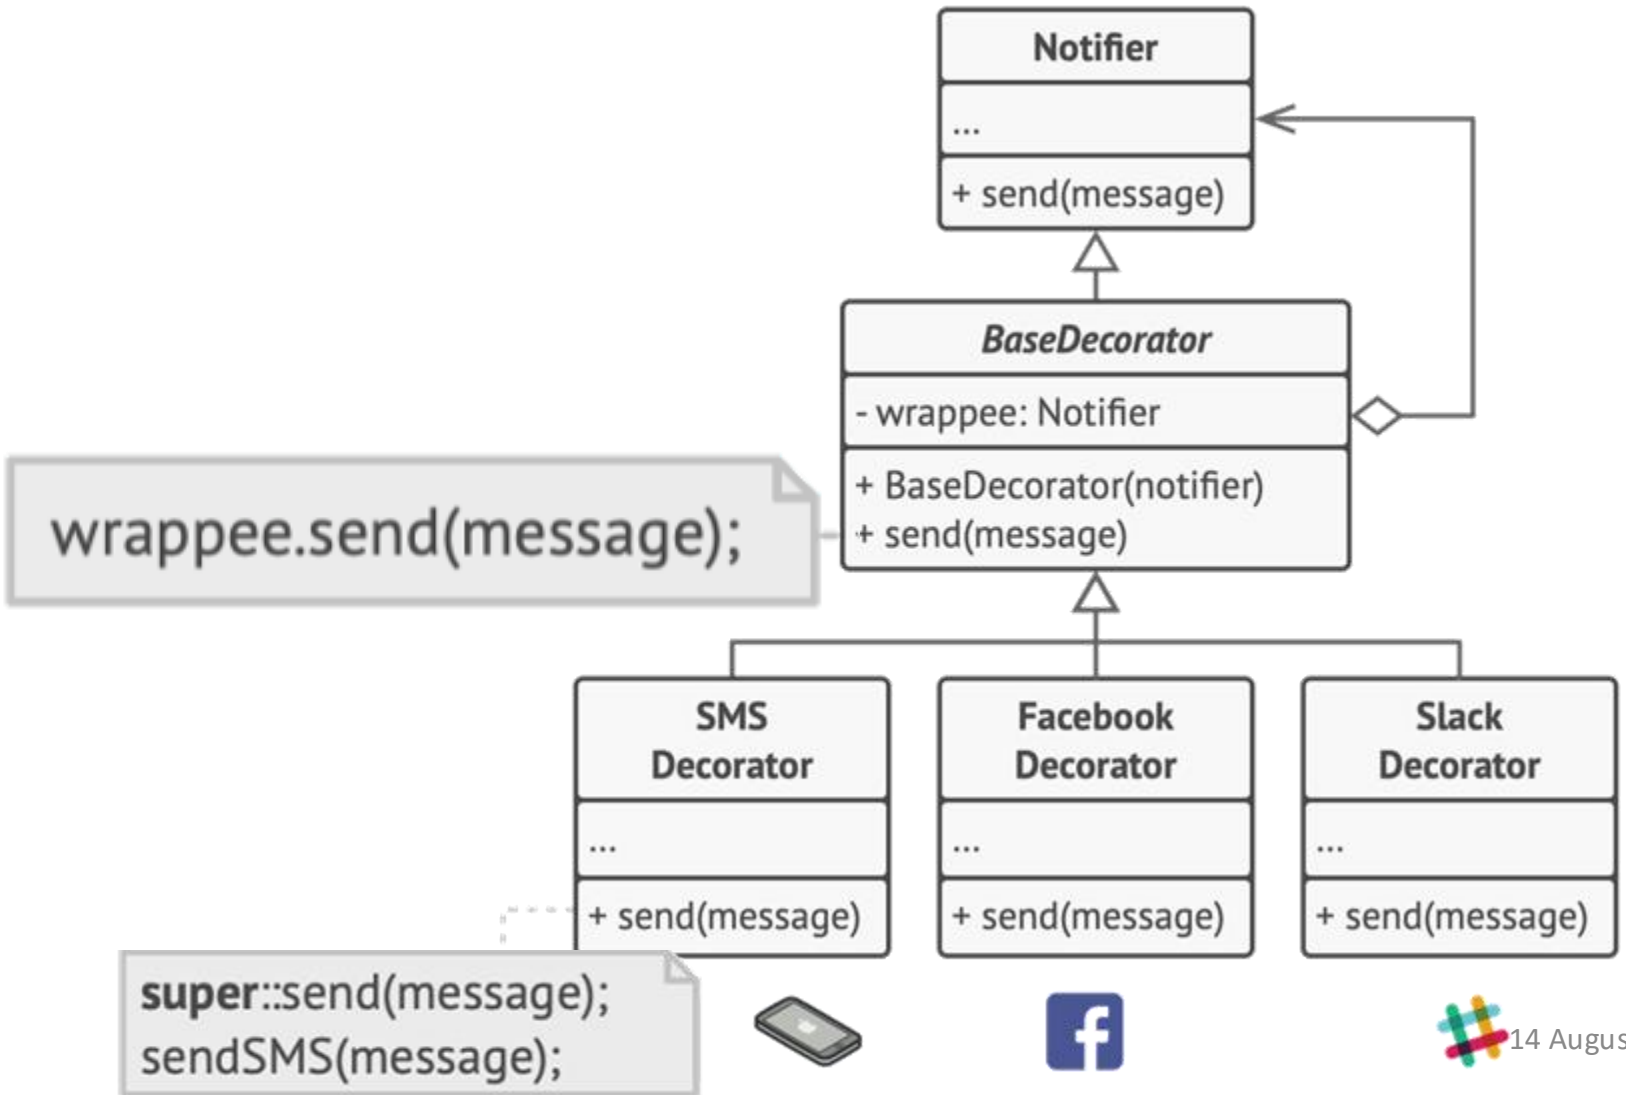 Notifier
...
+ send(message)
BaseDecorator
- wrappee: Notifier
+ BaseDecorator(notifier)
+ send(message)
wrappee.send(message);
SMS
Decorator
...
+ send(message)
Facebook
Decorator
...
+ send(message)
Slack
Decorator
...
+ send(message)
super::send(message);
sendSMS(message);
f
14 Augus